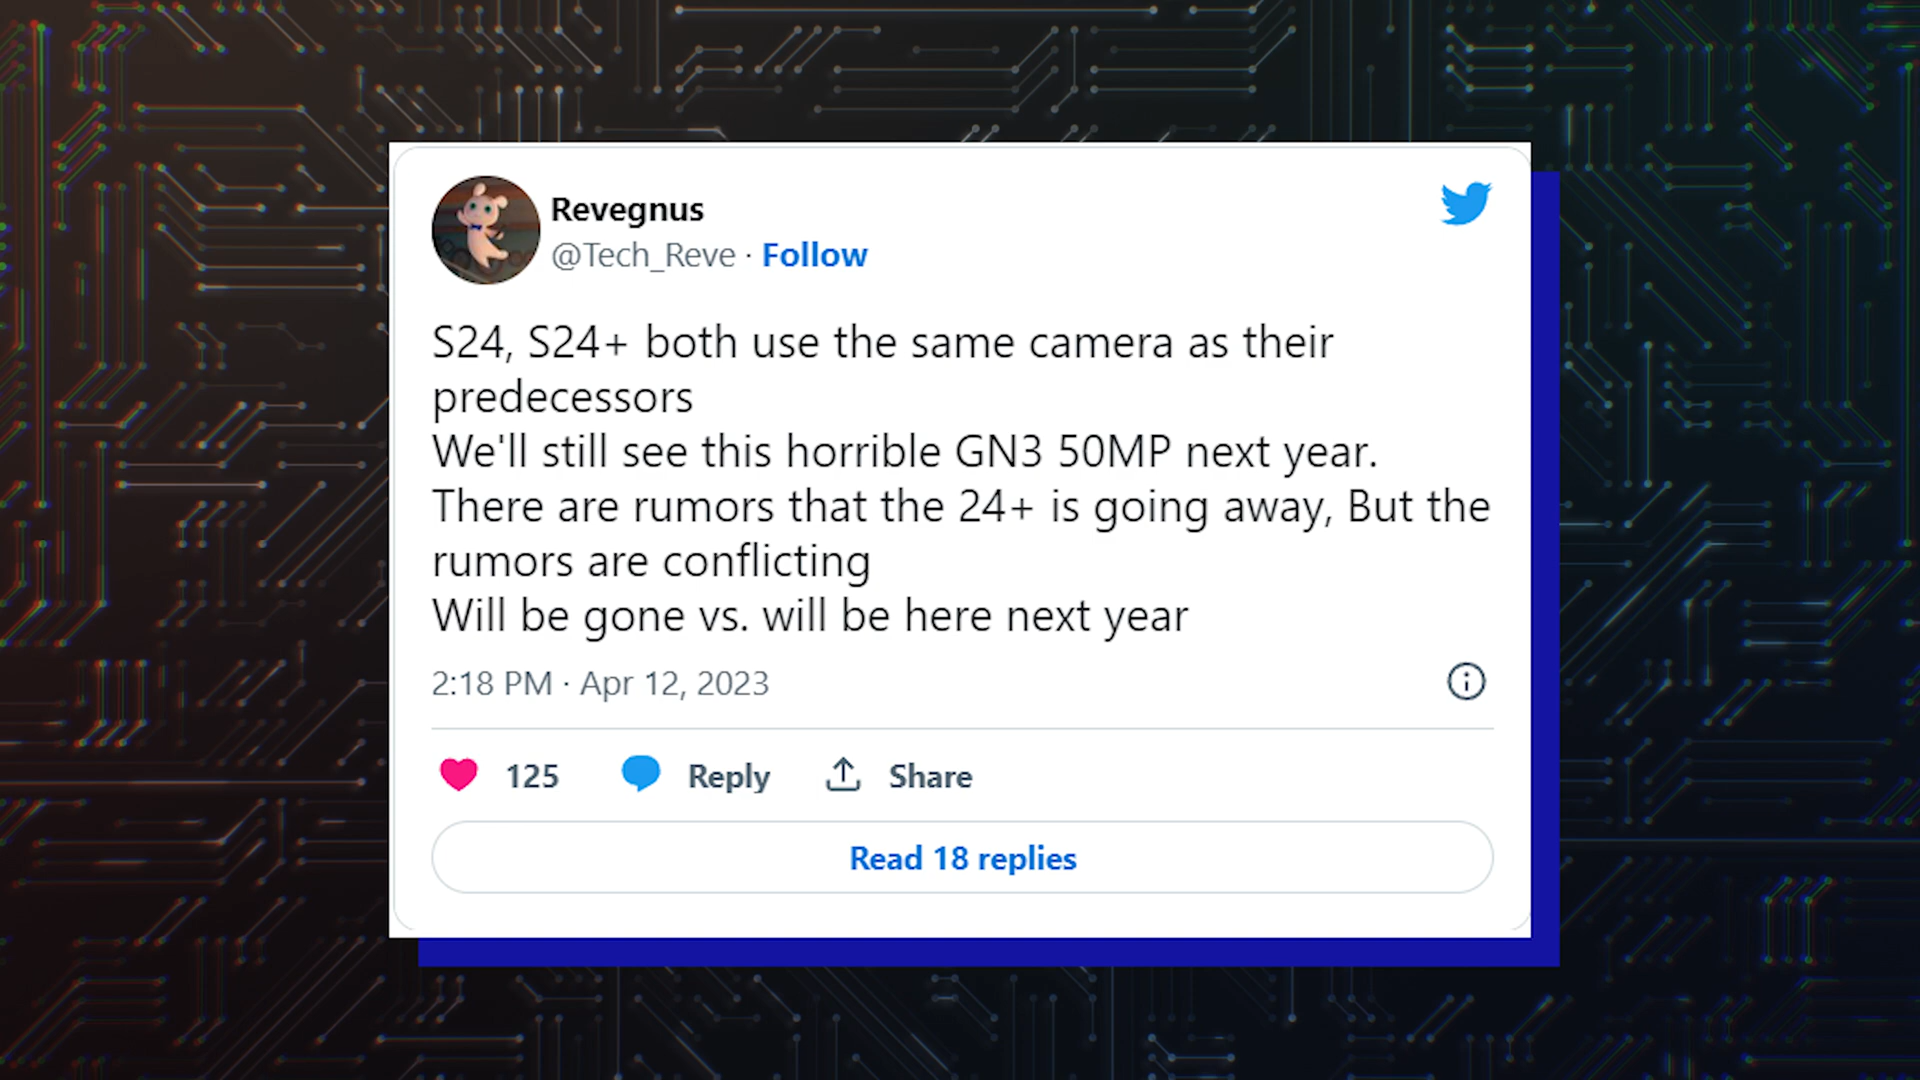 Revegnus
@Tech_Reve · Follow
S24, S24+ both use the same camera as their
predecessors
We'll still see this horrible GN3 50MP next year.
There are rumors that the 24+ is going away, But the
rumors are conflicting
Will be gone vs. will be here next year
2:18 PM · Apr 12, 2023
125 Reply Share
Read 18 replies